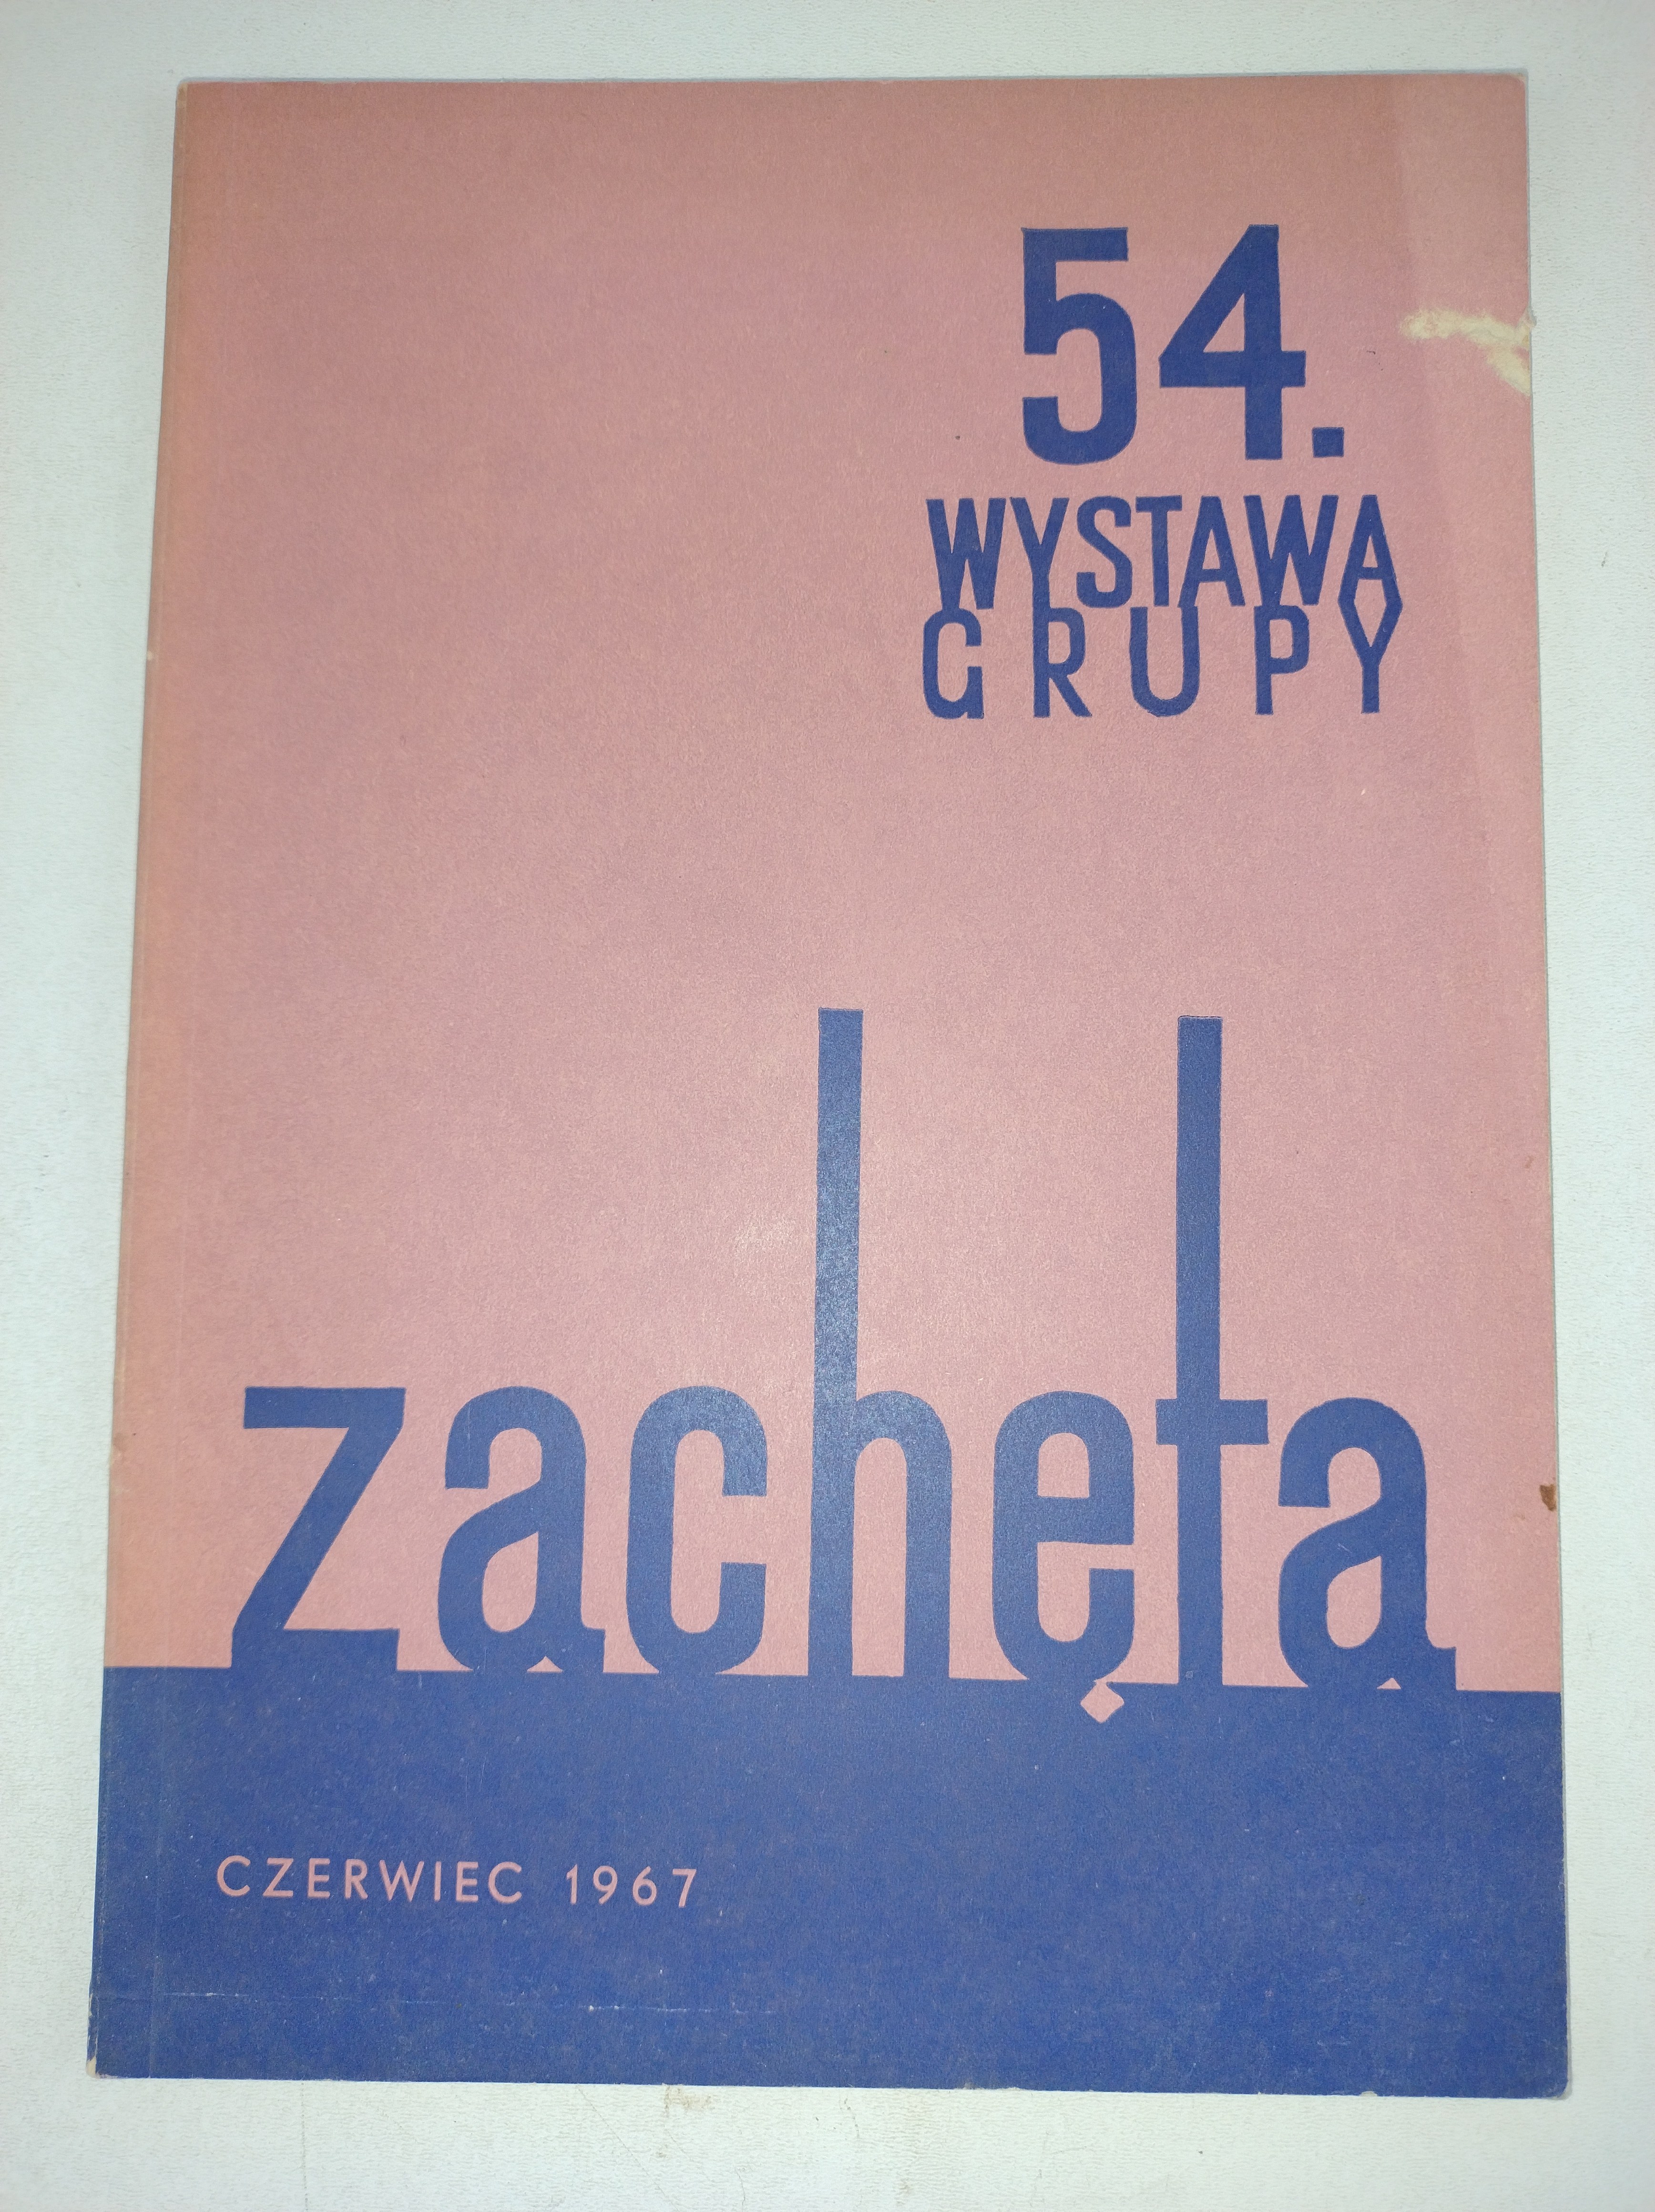 54.
WYSTAWA
GRUPY
zachęta
CZERWIEC 1967